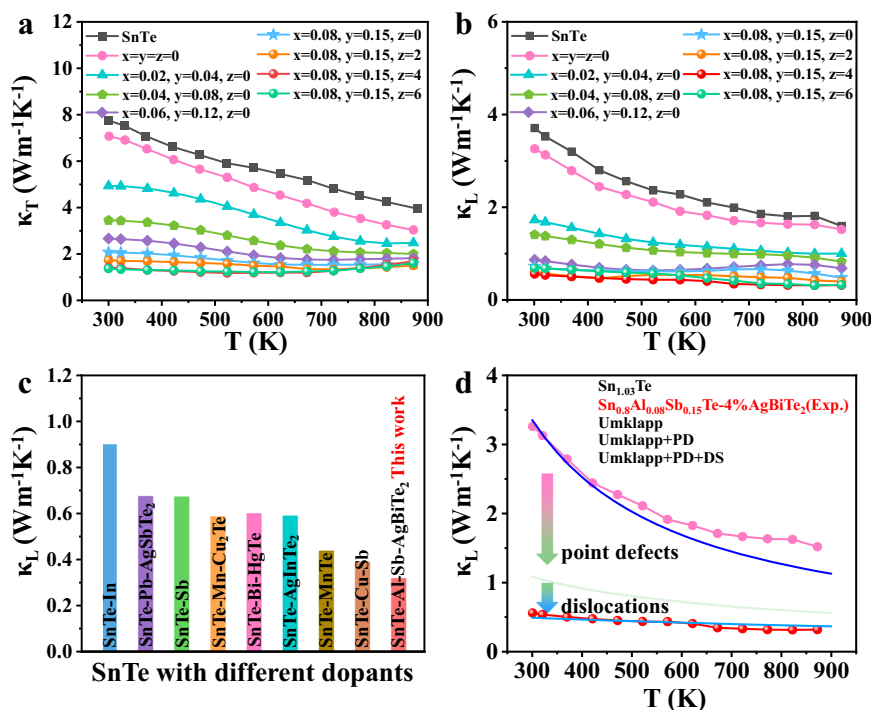 a
12
10
8
6
4
2
0
κ_T (Wm⁻¹K⁻¹)
SnTe
x=y=z=0
x=0.02, y=0.04, z=0
x=0.04, y=0.08, z=0
x=0.06, y=0.12, z=0
x=0.08, y=0.15, z=0
x=0.08, y=0.15, z=2
x=0.08, y=0.15, z=4
x=0.08, y=0.15, z=6
300 400 500 600 700 800 900
T (K)
b
6
4
2
0
κ_L (Wm⁻¹K⁻¹)
SnTe
x=y=z=0
x=0.02, y=0.04, z=0
x=0.04, y=0.08, z=0
x=0.06, y=0.12, z=0
x=0.08, y=0.15, z=0
x=0.08, y=0.15, z=2
x=0.08, y=0.15, z=4
x=0.08, y=0.15, z=6
300 400 500 600 700 800 900
T (K)
c
1.2
1.0
0.8
0.6
0.4
0.2
0.0
κ_L (Wm⁻¹K⁻¹)
SnTe-In
SnTe-Pb-AgSbTe₂
SnTe-Sb
SnTe-Mn-Cu₂Te
SnTe-Bi-HgTe
SnTe-AgInTe₂
SnTe-MnTe
SnTe-Cu-Sb
SnTe-Al-Sb-AgBiTe₂ This work
SnTe with different dopants
d
4
3
2
1
0
κ_L (Wm⁻¹K⁻¹)
Sn₁.₀₃Te
Sn₀.₈Al₀.₀₈Sb₀.₁₅Te-4%AgBiTe₂(Exp.)
Umklapp
Umklapp+PD
Umklapp+PD+DS
point defects
dislocations
300 400 500 600 700 800 900
T (K)